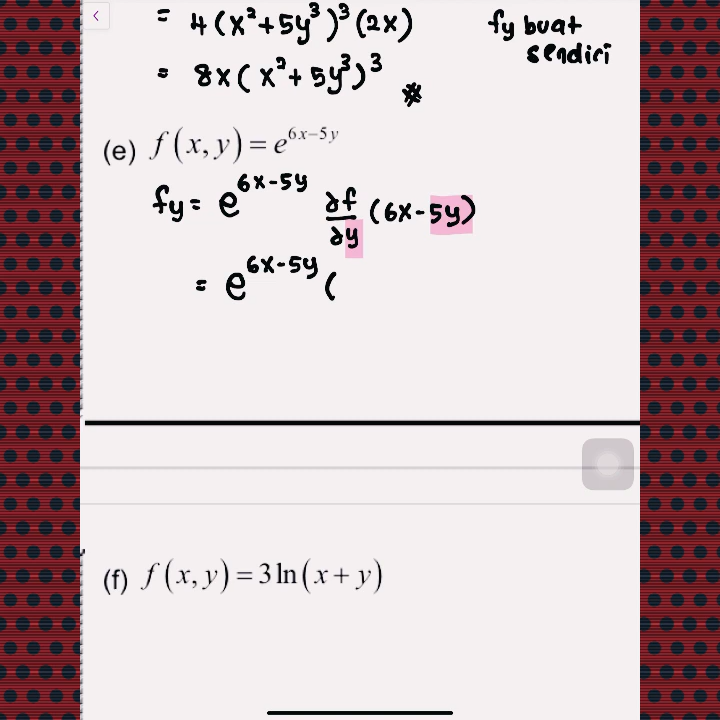 = 4(x²+5y³)³(2x) fy buat
sendiri
= 8x(x²+5y³)³ #
(e) f(x, y) = e^{6x−5y}
fy = e^{6x-5y} ∂f/∂y (6x-5y)
= e^{6x-5y} (
(f) f(x, y) = 3 ln(x + y)